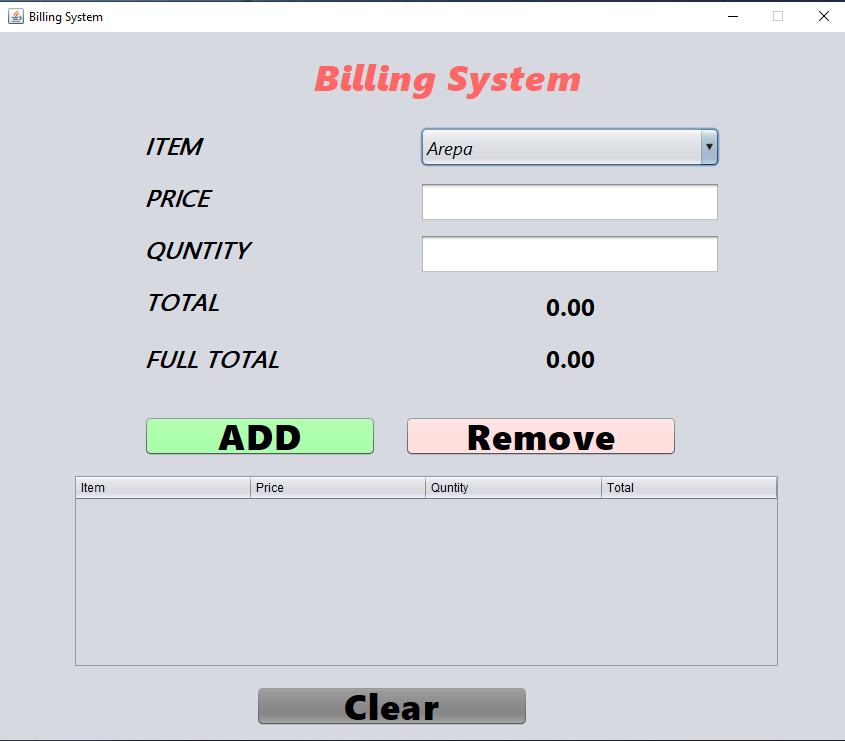 Billing System
Billing System
ITEM Arepa
PRICE
QUNTITY
TOTAL 0.00
FULL TOTAL 0.00
ADD Remove
Item Price Quntity Total
Clear